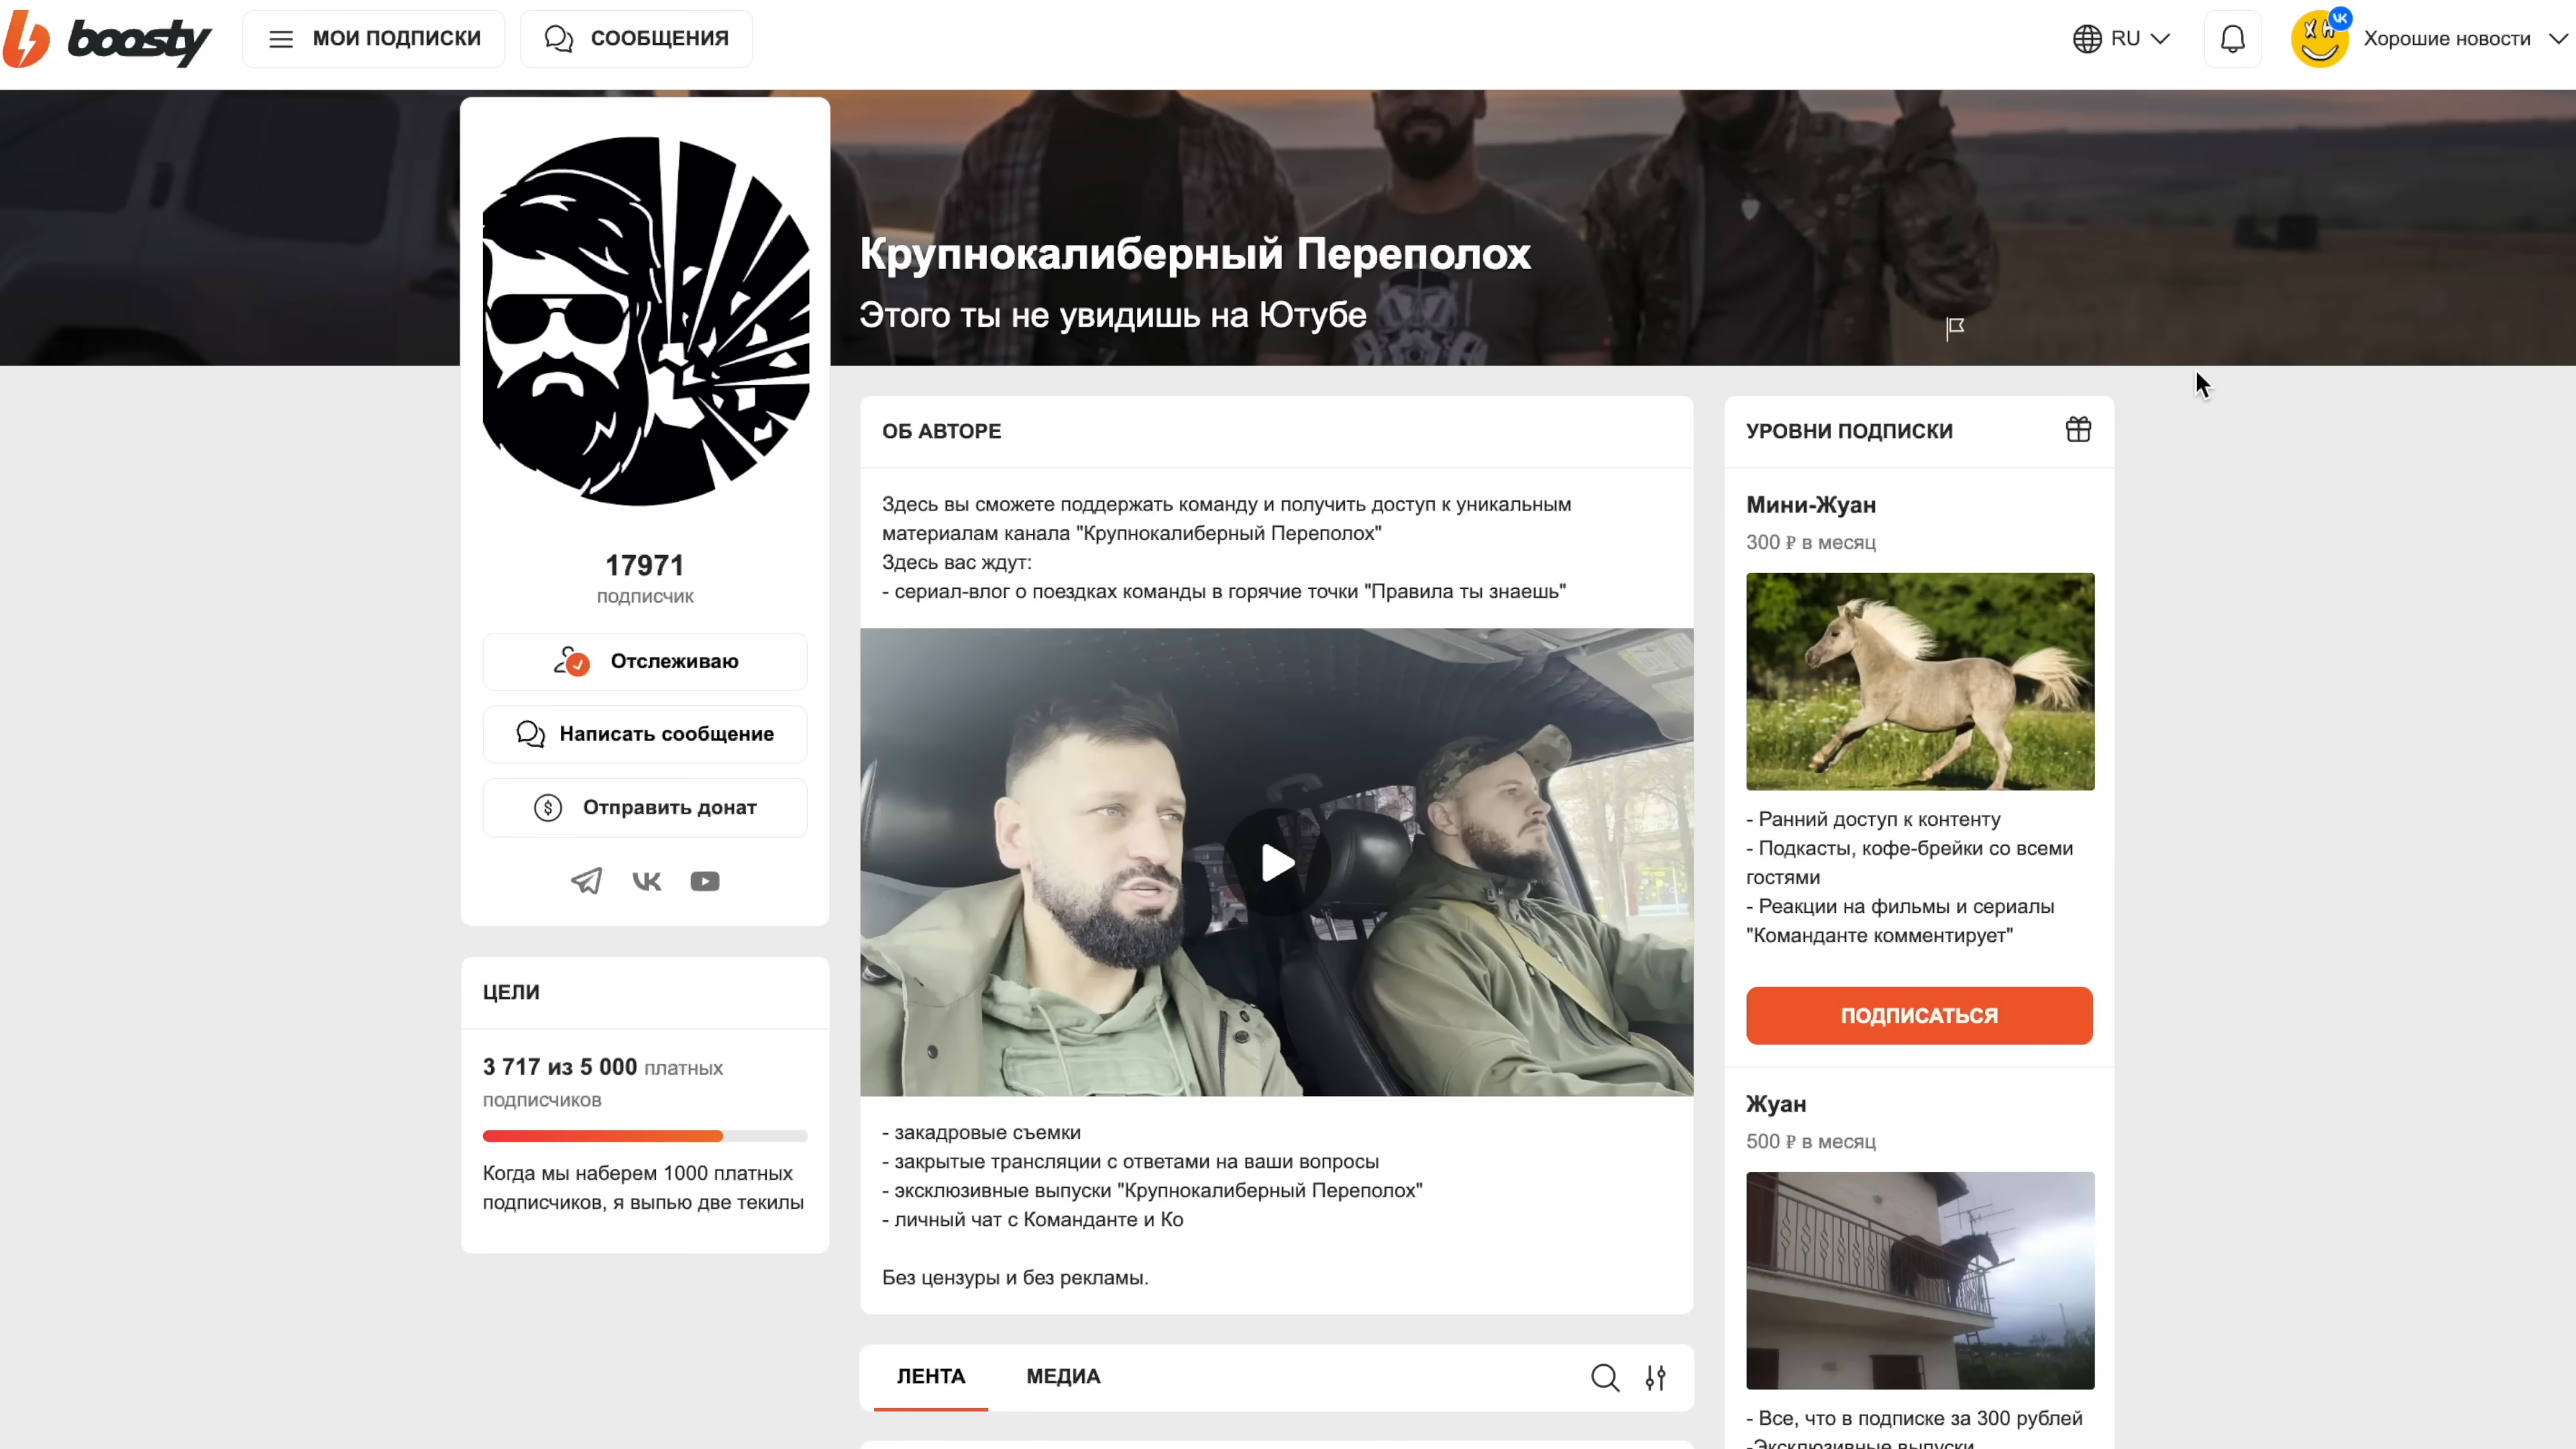 boosty
МОИ ПОДПИСКИ
СООБЩЕНИЯ
RU
Хорошие новости
Крупнокалиберный Переполох
Этого ты не увидишь на Ютубе
17971
подписчик
Отслеживаю
Написать сообщение
Отправить донат
ЦЕЛИ
3 717 из 5 000 платных
подписчиков
Когда мы наберем 1000 платных
подписчиков, я выпью две текилы
ОБ АВТОРЕ
Здесь вы сможете поддержать команду и получить доступ к уникальным
материалам канала "Крупнокалиберный Переполох"
Здесь вас ждут:
- сериал-влог о поездках команды в горячие точки "Правила ты знаешь"
- закадровые съемки
- закрытые трансляции с ответами на ваши вопросы
- эксклюзивные выпуски "Крупнокалиберный Переполох"
- личный чат с Команданте и Ко
Без цензуры и без рекламы.
ЛЕНТА
МЕДИА
УРОВНИ ПОДПИСКИ
Мини-Жуан
300 ₽ в месяц
- Ранний доступ к контенту
- Подкасты, кофе-брейки со всеми
гостями
- Реакции на фильмы и сериалы
"Команданте комментирует"
ПОДПИСАТЬСЯ
Жуан
500 ₽ в месяц
- Все, что в подписке за 300 рублей
-Эксклюзивные выпуски